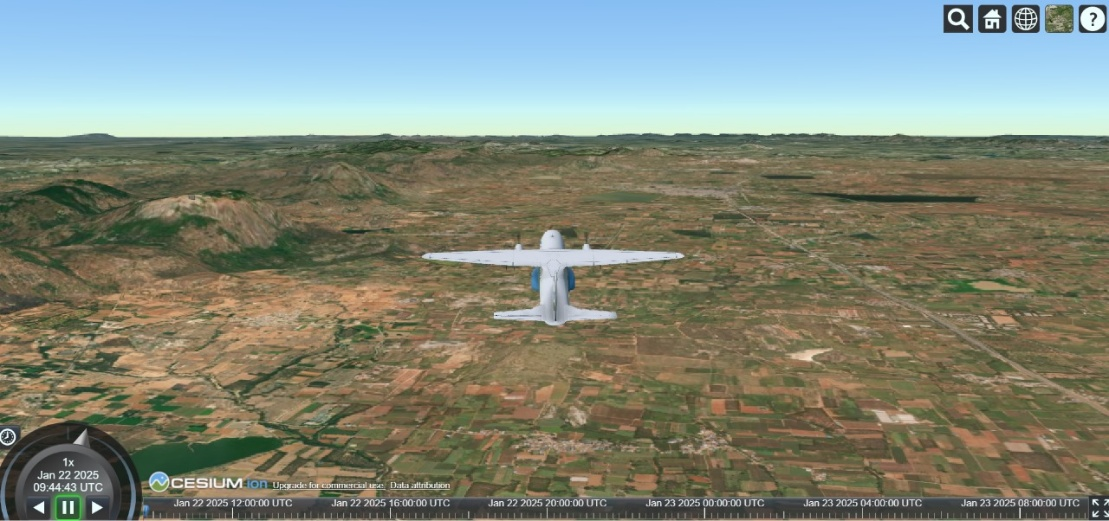 ?
1x
Jan 22 2025
09:44:43 UTC
CESIUM ion Upgrade for commercial use. Data attribution
Jan 22 2025 12:00:00 UTC Jan 22 2025 16:00:00 UTC Jan 22 2025 20:00:00 UTC Jan 23 2025 00:00:00 UTC Jan 23 2025 04:00:00 UTC Jan 23 2025 08:00:00 UTC